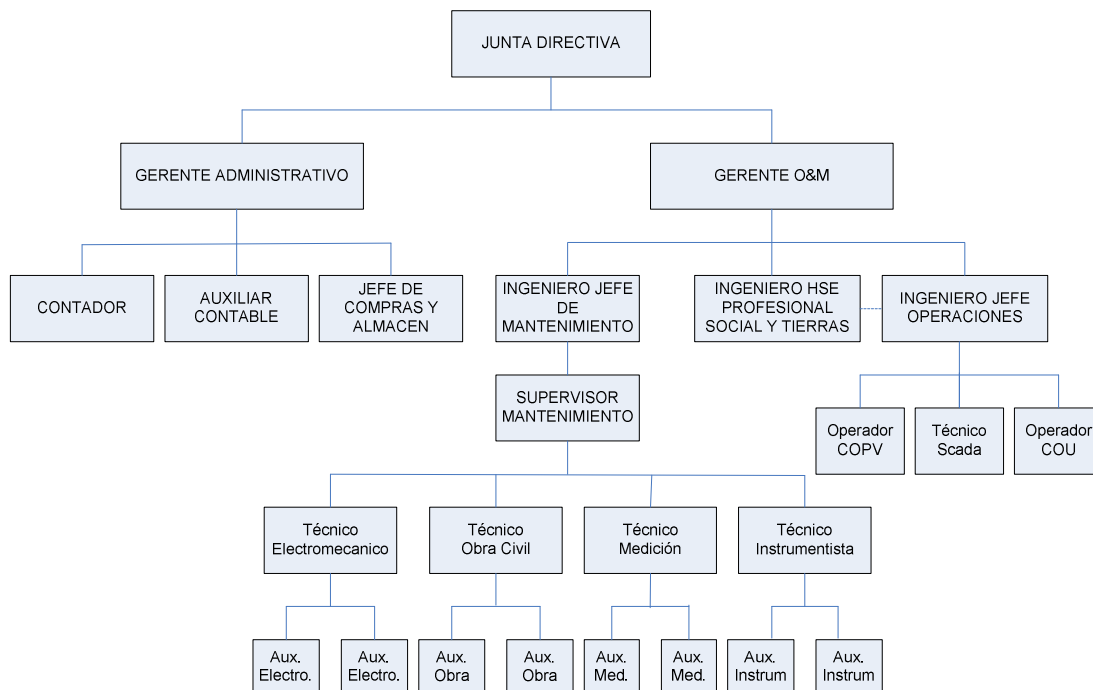 JUNTA DIRECTIVA
GERENTE ADMINISTRATIVO
GERENTE O&M
CONTADOR
AUXILIAR
CONTABLE
JEFE DE
COMPRAS Y
ALMACEN
INGENIERO JEFE
DE
MANTENIMIENTO
INGENIERO HSE
PROFESIONAL
SOCIAL Y TIERRAS
INGENIERO JEFE
OPERACIONES
SUPERVISOR
MANTENIMIENTO
Operador
COPV
Técnico
Scada
Operador
COU
Técnico
Electromecanico
Técnico
Obra Civil
Técnico
Medición
Técnico
Instrumentista
Aux.
Electro.
Aux.
Electro.
Aux.
Obra
Aux.
Obra
Aux.
Med.
Aux.
Med.
Aux.
Instrum
Aux.
Instrum